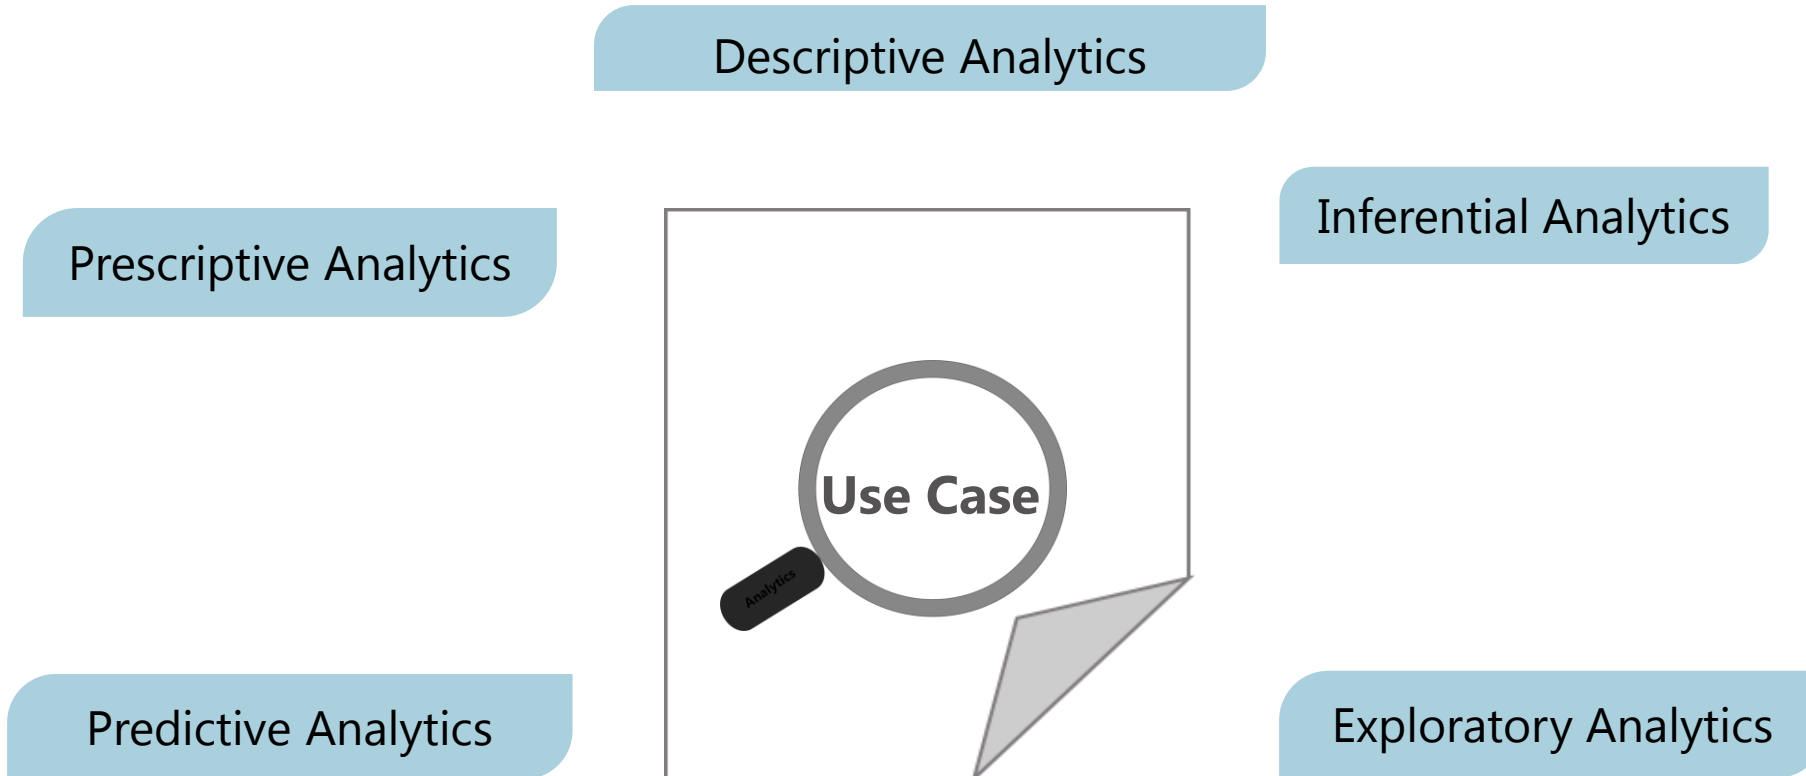 Descriptive Analytics
Inferential Analytics
Prescriptive Analytics
Use Case
Analytics
Predictive Analytics
Exploratory Analytics